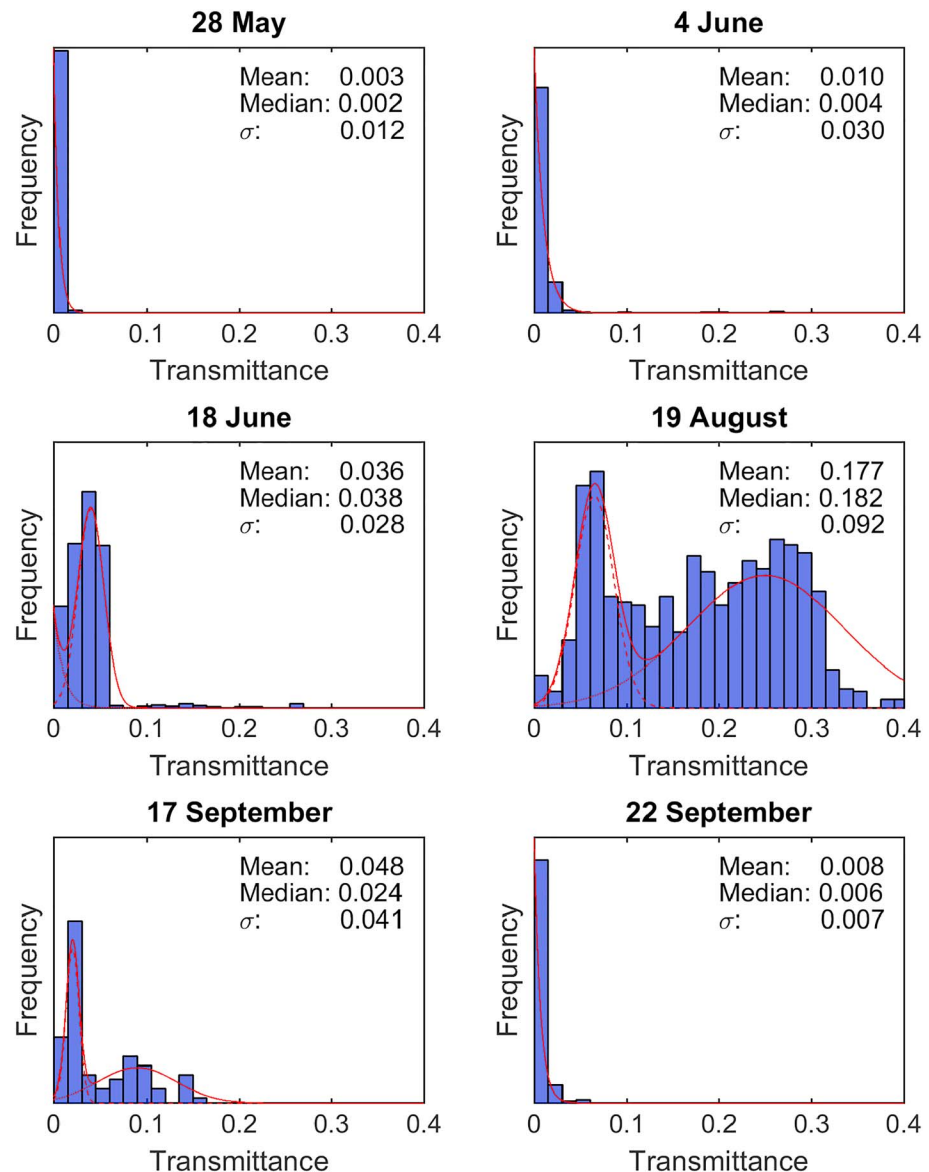 28 May
Mean: 0.003
Median: 0.002
σ: 0.012
Frequency
0 0.1 0.2 0.3 0.4
Transmittance
4 June
Mean: 0.010
Median: 0.004
σ: 0.030
Frequency
0 0.1 0.2 0.3 0.4
Transmittance
18 June
Mean: 0.036
Median: 0.038
σ: 0.028
Frequency
0 0.1 0.2 0.3 0.4
Transmittance
19 August
Mean: 0.177
Median: 0.182
σ: 0.092
Frequency
0 0.1 0.2 0.3 0.4
Transmittance
17 September
Mean: 0.048
Median: 0.024
σ: 0.041
Frequency
0 0.1 0.2 0.3 0.4
Transmittance
22 September
Mean: 0.008
Median: 0.006
σ: 0.007
Frequency
0 0.1 0.2 0.3 0.4
Transmittance